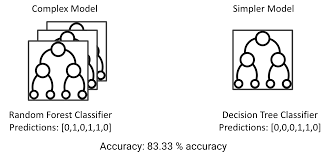 Complex Model
Simpler Model
Random Forest Classifier
Predictions: [0,1,0,1,1,0]
Decision Tree Classifier
Predictions: [0,0,0,1,1,0]
Accuracy: 83.33 % accuracy